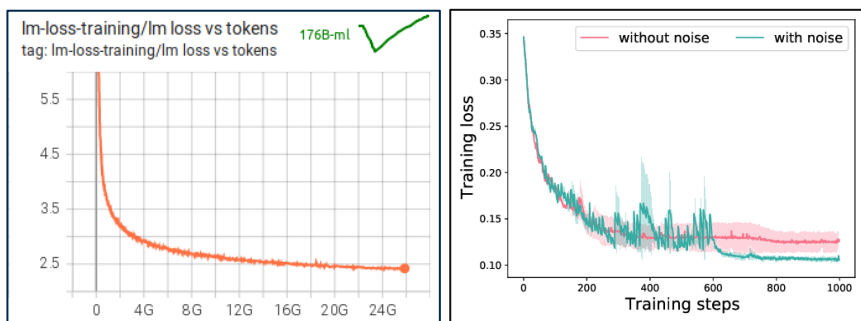 lm-loss-training/lm loss vs tokens
tag: lm-loss-training/lm loss vs tokens
176B-ml
5.5
4.5
3.5
2.5
0 4G 8G 12G 16G 20G 24G
without noise with noise
Training loss
0.35
0.30
0.25
0.20
0.15
0.10
0 200 400 600 800 1000
Training steps